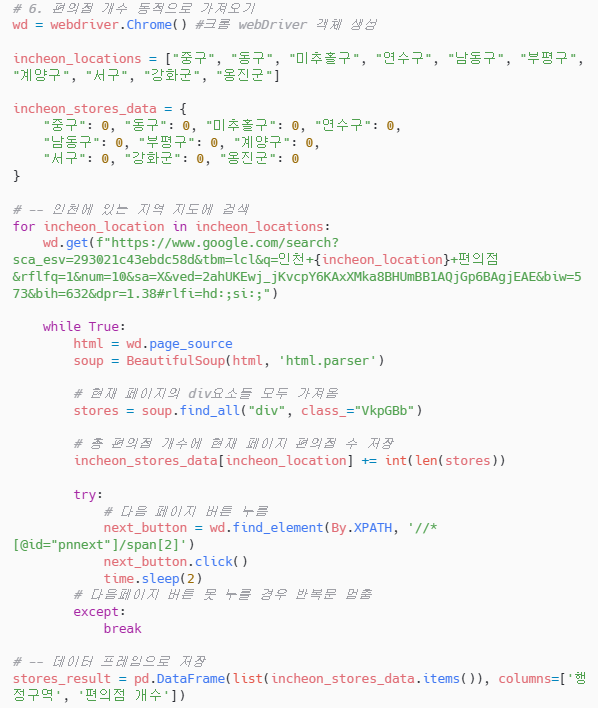 # 6. 편의점 개수 동적으로 가져오기
wd = webdriver.Chrome() #크롬 webDriver 객체 생성
incheon_locations = ["중구", "동구", "미추홀구", "연수구", "남동구", "부평구",
"계양구", "서구", "강화군", "옹진군"]
incheon_stores_data = {
"중구": 0, "동구": 0, "미추홀구": 0, "연수구": 0,
"남동구": 0, "부평구": 0, "계양구": 0,
"서구": 0, "강화군": 0, "옹진군": 0
}
# -- 인천에 있는 지역 지도에 검색
for incheon_location in incheon_locations:
wd.get(f"https://www.google.com/search?
sca_esv=293021c43ebdc58d&tbm=lcl&q=인천+{incheon_location}+편의점
&rflfq=1&num=10&sa=X&ved=2ahUKEwj_jKvcpY6KAxXMka8BHUmBB1AQjGp6BAgjEAE&biw=5
73&bih=632&dpr=1.38#rlfi=hd:;si:;")
while True:
html = wd.page_source
soup = BeautifulSoup(html, 'html.parser')
# 현재 페이지의 div요소들 모두 가져옴
stores = soup.find_all("div", class_="VkpGBb")
# 총 편의점 개수에 현재 페이지 편의점 수 저장
incheon_stores_data[incheon_location] += int(len(stores))
try:
# 다음 페이지 버튼 누름
next_button = wd.find_element(By.XPATH, '//*
[@id="pnnext"]/span[2]')
next_button.click()
time.sleep(2)
# 다음페이지 버튼 못 누를 경우 반복문 멈춤
except:
break
# -- 데이터 프레임으로 저장
stores_result = pd.DataFrame(list(incheon_stores_data.items()), columns=['행
정구역', '편의점 개수'])